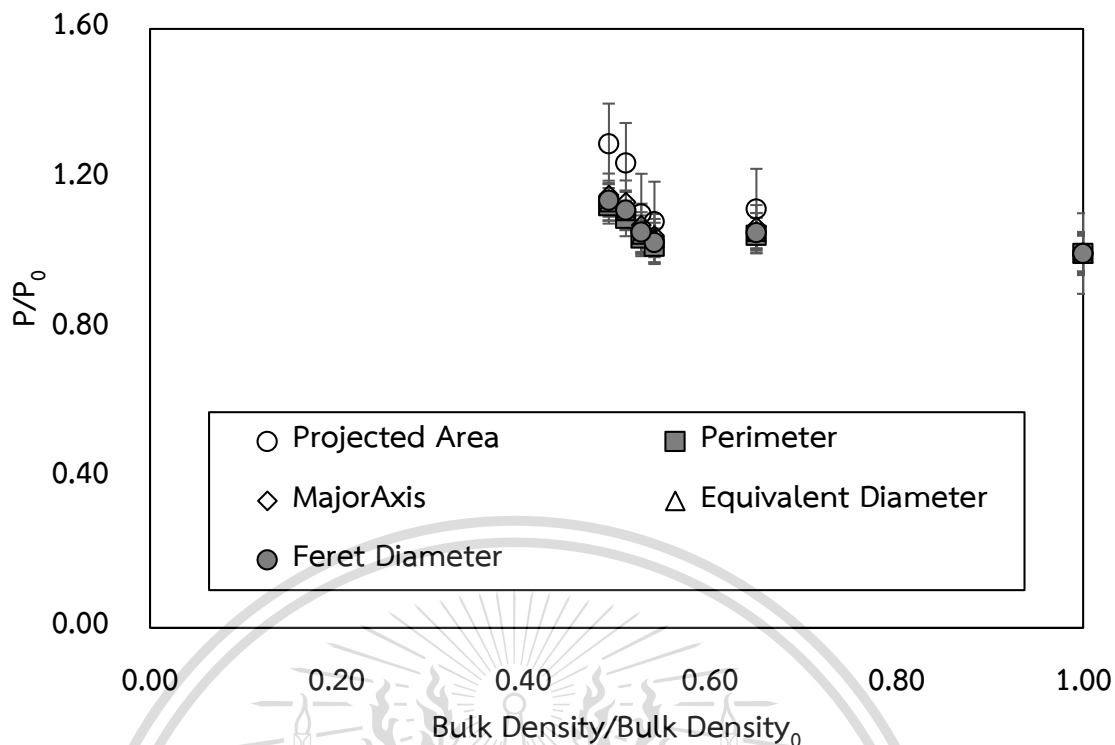 1.60
1.20
0.80
0.40
0.00
P/P₀
Projected Area
Perimeter
MajorAxis
Equivalent Diameter
Feret Diameter
0.00 0.20 0.40 0.60 0.80 1.00
Bulk Density/Bulk Density₀